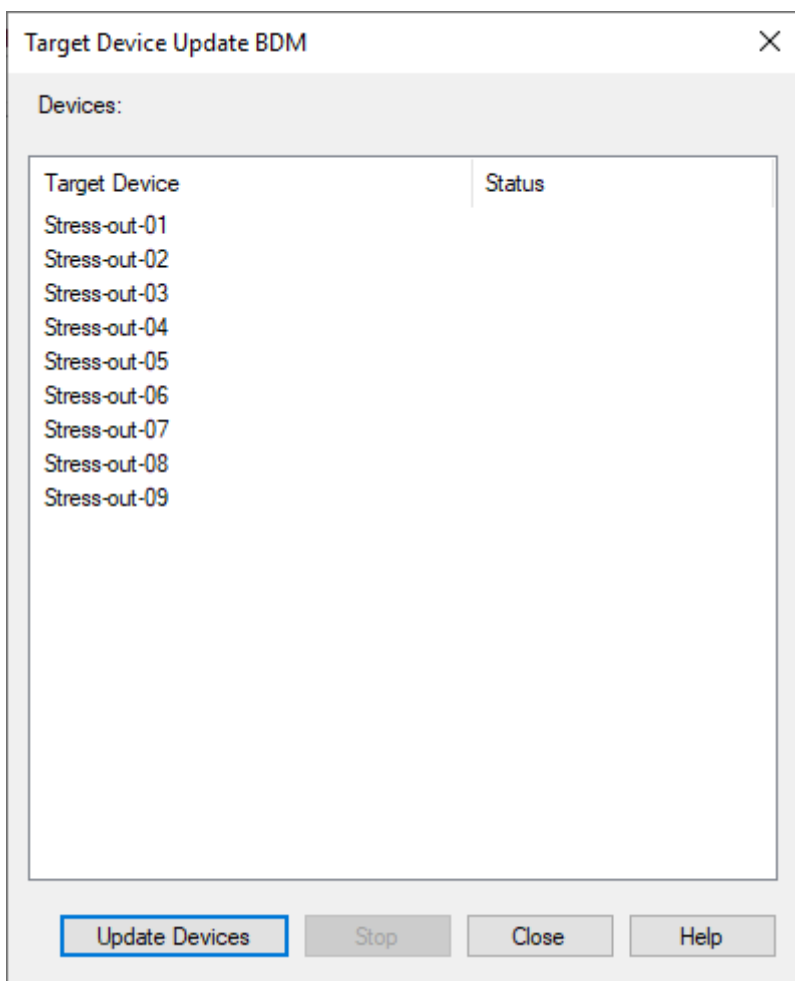 Target Device Update BDM
Devices:
Target Device Status
Stress-out-01
Stress-out-02
Stress-out-03
Stress-out-04
Stress-out-05
Stress-out-06
Stress-out-07
Stress-out-08
Stress-out-09
Update Devices Stop Close Help